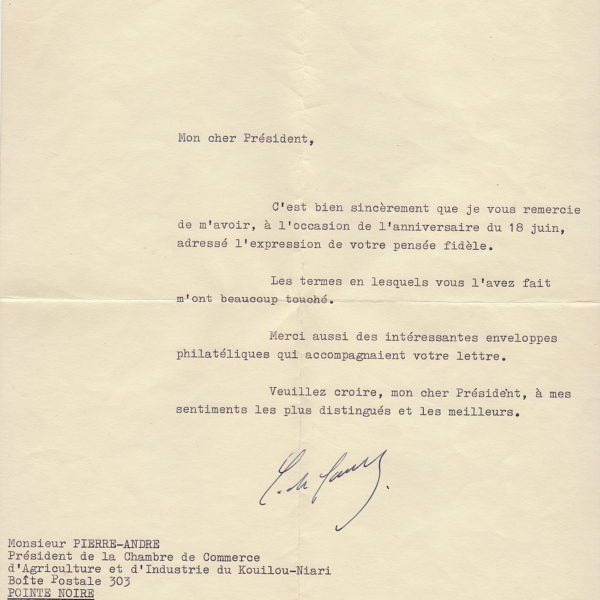 Mon cher Président,
C'est bien sincèrement que je vous remercie
de m'avoir, à l'occasion de l'anniversaire du 18 juin,
adressé l'expression de votre pensée fidèle.
Les termes en lesquels vous l'avez fait
m'ont beaucoup touché.
Merci aussi des intéressantes enveloppes
philatéliques qui accompagnaient votre lettre.
Veuillez croire, mon cher Président, à mes
sentiments les plus distingués et les meilleurs.
C. de Gaulle.
Monsieur PIERRE-ANDRE
Président de la Chambre de Commerce
d'Agriculture et d'Industrie du Kouilou-Niari
Boîte Postale 303
POINTE NOIRE